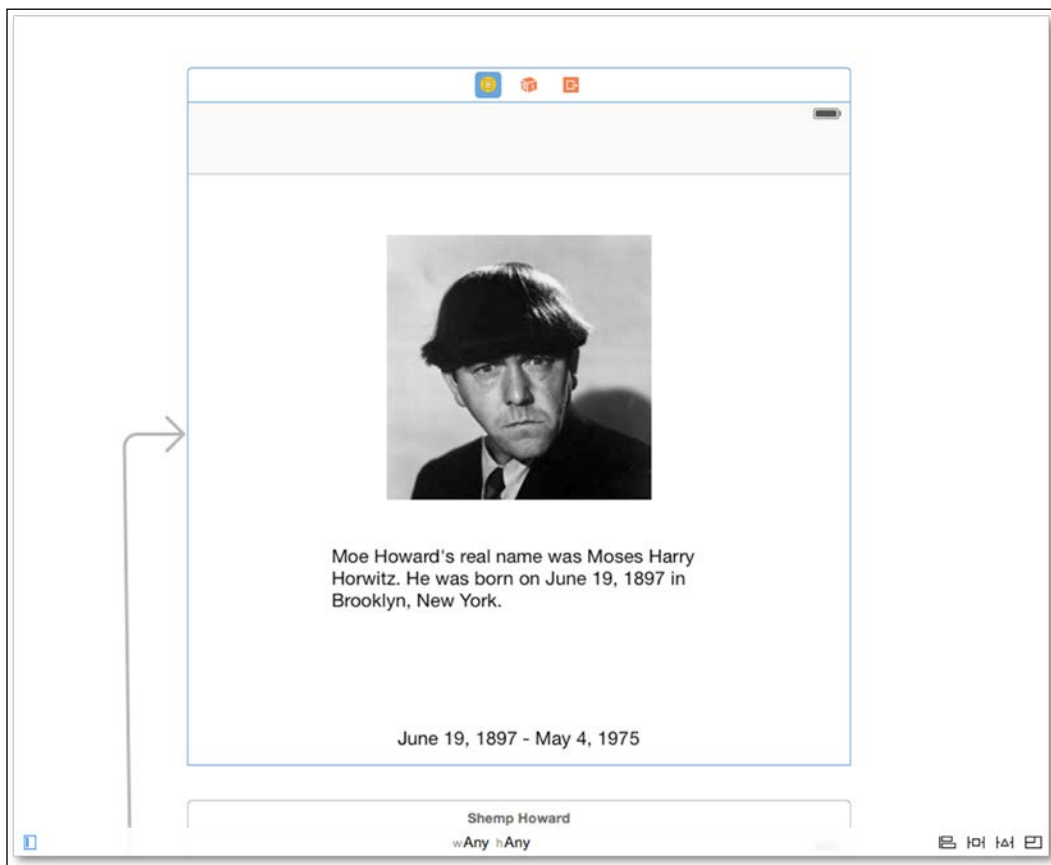 Moe Howard's real name was Moses Harry
Horwitz. He was born on June 19, 1897 in
Brooklyn, New York.
June 19, 1897 - May 4, 1975
Shemp Howard
wAny hAny